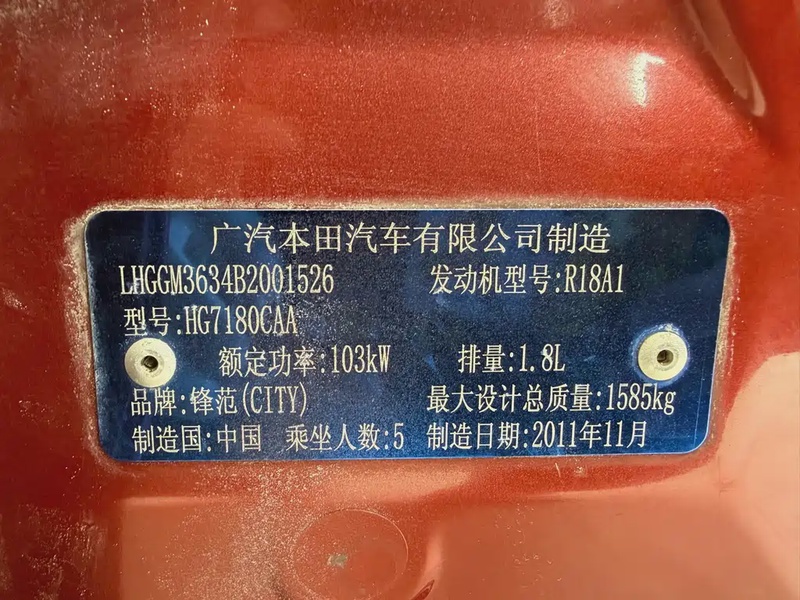 广汽本田汽车有限公司制造
LHGGM3634B2001526 发动机型号:R18A1
型号:HG7180CAA
额定功率:103kW 排量:1.8L
品牌:锋范(CITY) 最大设计总质量:1585kg
制造国:中国 乘坐人数:5 制造日期:2011年11月